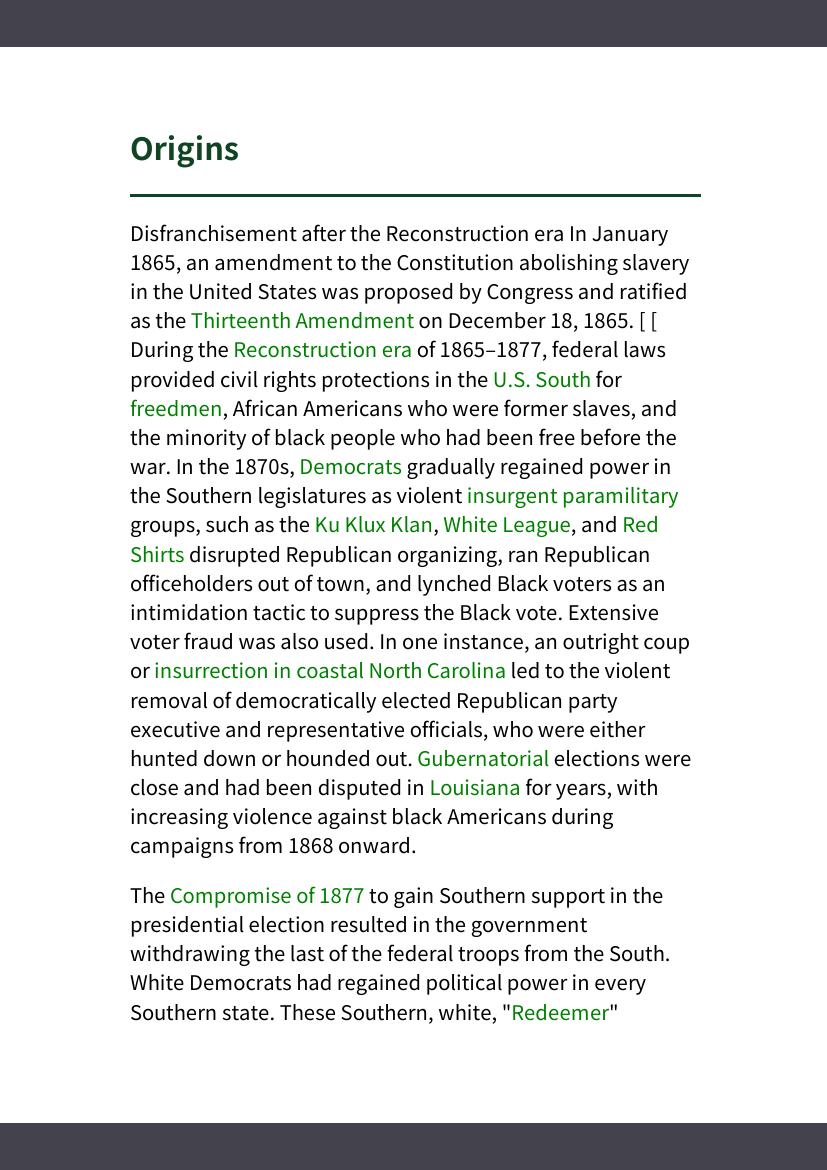 Origins
Disfranchisement after the Reconstruction era In January
1865, an amendment to the Constitution abolishing slavery
in the United States was proposed by Congress and ratified
as the Thirteenth Amendment on December 18, 1865. [ [
During the Reconstruction era of 1865–1877, federal laws
provided civil rights protections in the U.S. South for
freedmen, African Americans who were former slaves, and
the minority of black people who had been free before the
war. In the 1870s, Democrats gradually regained power in
the Southern legislatures as violent insurgent paramilitary
groups, such as the Ku Klux Klan, White League, and Red
Shirts disrupted Republican organizing, ran Republican
officeholders out of town, and lynched Black voters as an
intimidation tactic to suppress the Black vote. Extensive
voter fraud was also used. In one instance, an outright coup
or insurrection in coastal North Carolina led to the violent
removal of democratically elected Republican party
executive and representative officials, who were either
hunted down or hounded out. Gubernatorial elections were
close and had been disputed in Louisiana for years, with
increasing violence against black Americans during
campaigns from 1868 onward.
The Compromise of 1877 to gain Southern support in the
presidential election resulted in the government
withdrawing the last of the federal troops from the South.
White Democrats had regained political power in every
Southern state. These Southern, white, "Redeemer"